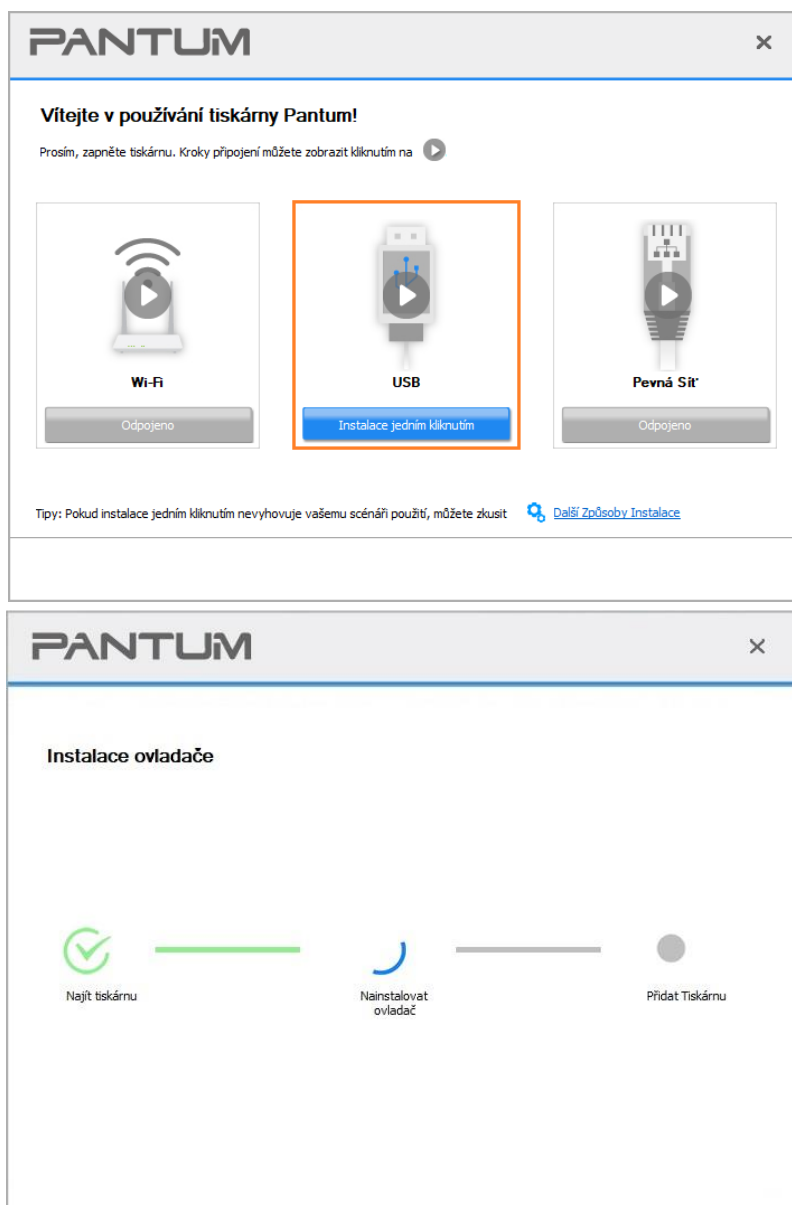 PANTUM
Vítejte v používání tiskárny Pantum!
Prosím, zapněte tiskárnu. Kroky připojení můžete zobrazit kliknutím na
Wi-Fi
USB
Pevná Síť
Odpojeno
Instalace jedním kliknutím
Odpojeno
Tipy: Pokud instalace jedním kliknutím nevyhovuje vašemu scénáři použití, můžete zkusit Další Způsoby Instalace
PANTUM
Instalace ovladače
Najít tiskárnu
Nainstalovat
ovladač
Přidat Tiskárnu